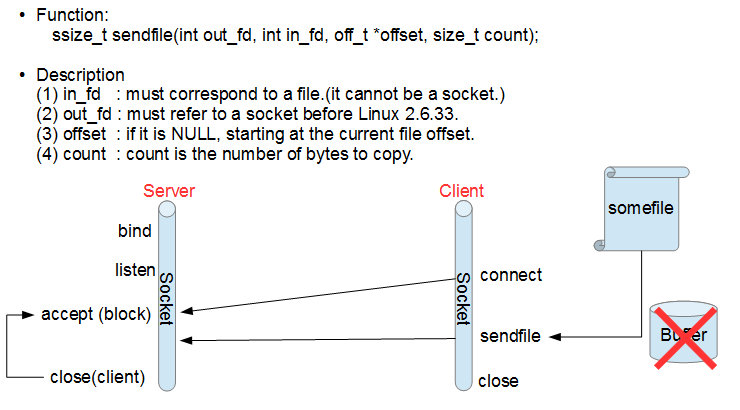 • Function:
ssize_t sendfile(int out_fd, int in_fd, off_t *offset, size_t count);
• Description
(1) in_fd : must correspond to a file.(it cannot be a socket.)
(2) out_fd : must refer to a socket before Linux 2.6.33.
(3) offset : if it is NULL, starting at the current file offset.
(4) count : count is the number of bytes to copy.
Server
Client
somefile
bind
listen
Socket
Socket
connect
accept (block)
sendfile
Buffer
close(client)
close